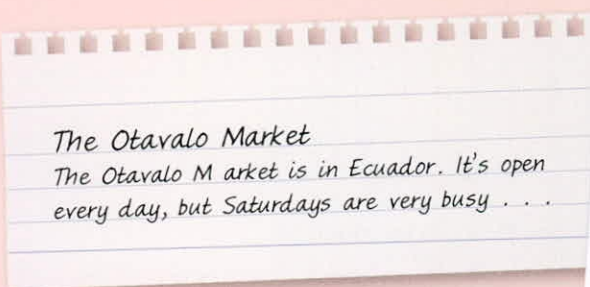 The Otavalo Market
The Otavalo M arket is in Ecuador. It's open
every day, but Saturdays are very busy . . .